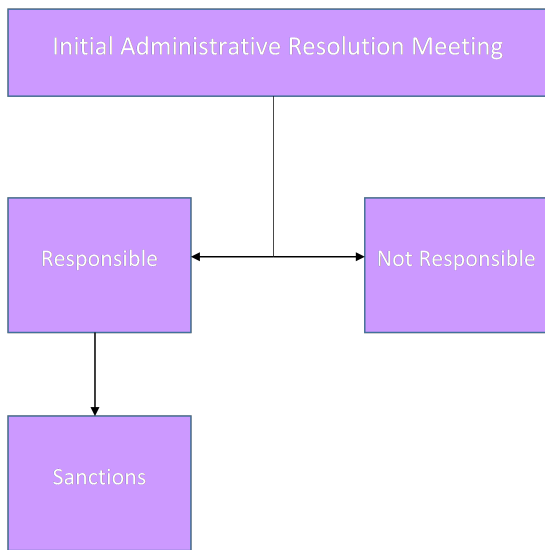 Initial Administrative Resolution Meeting
Responsible
Not Responsible
Sanctions